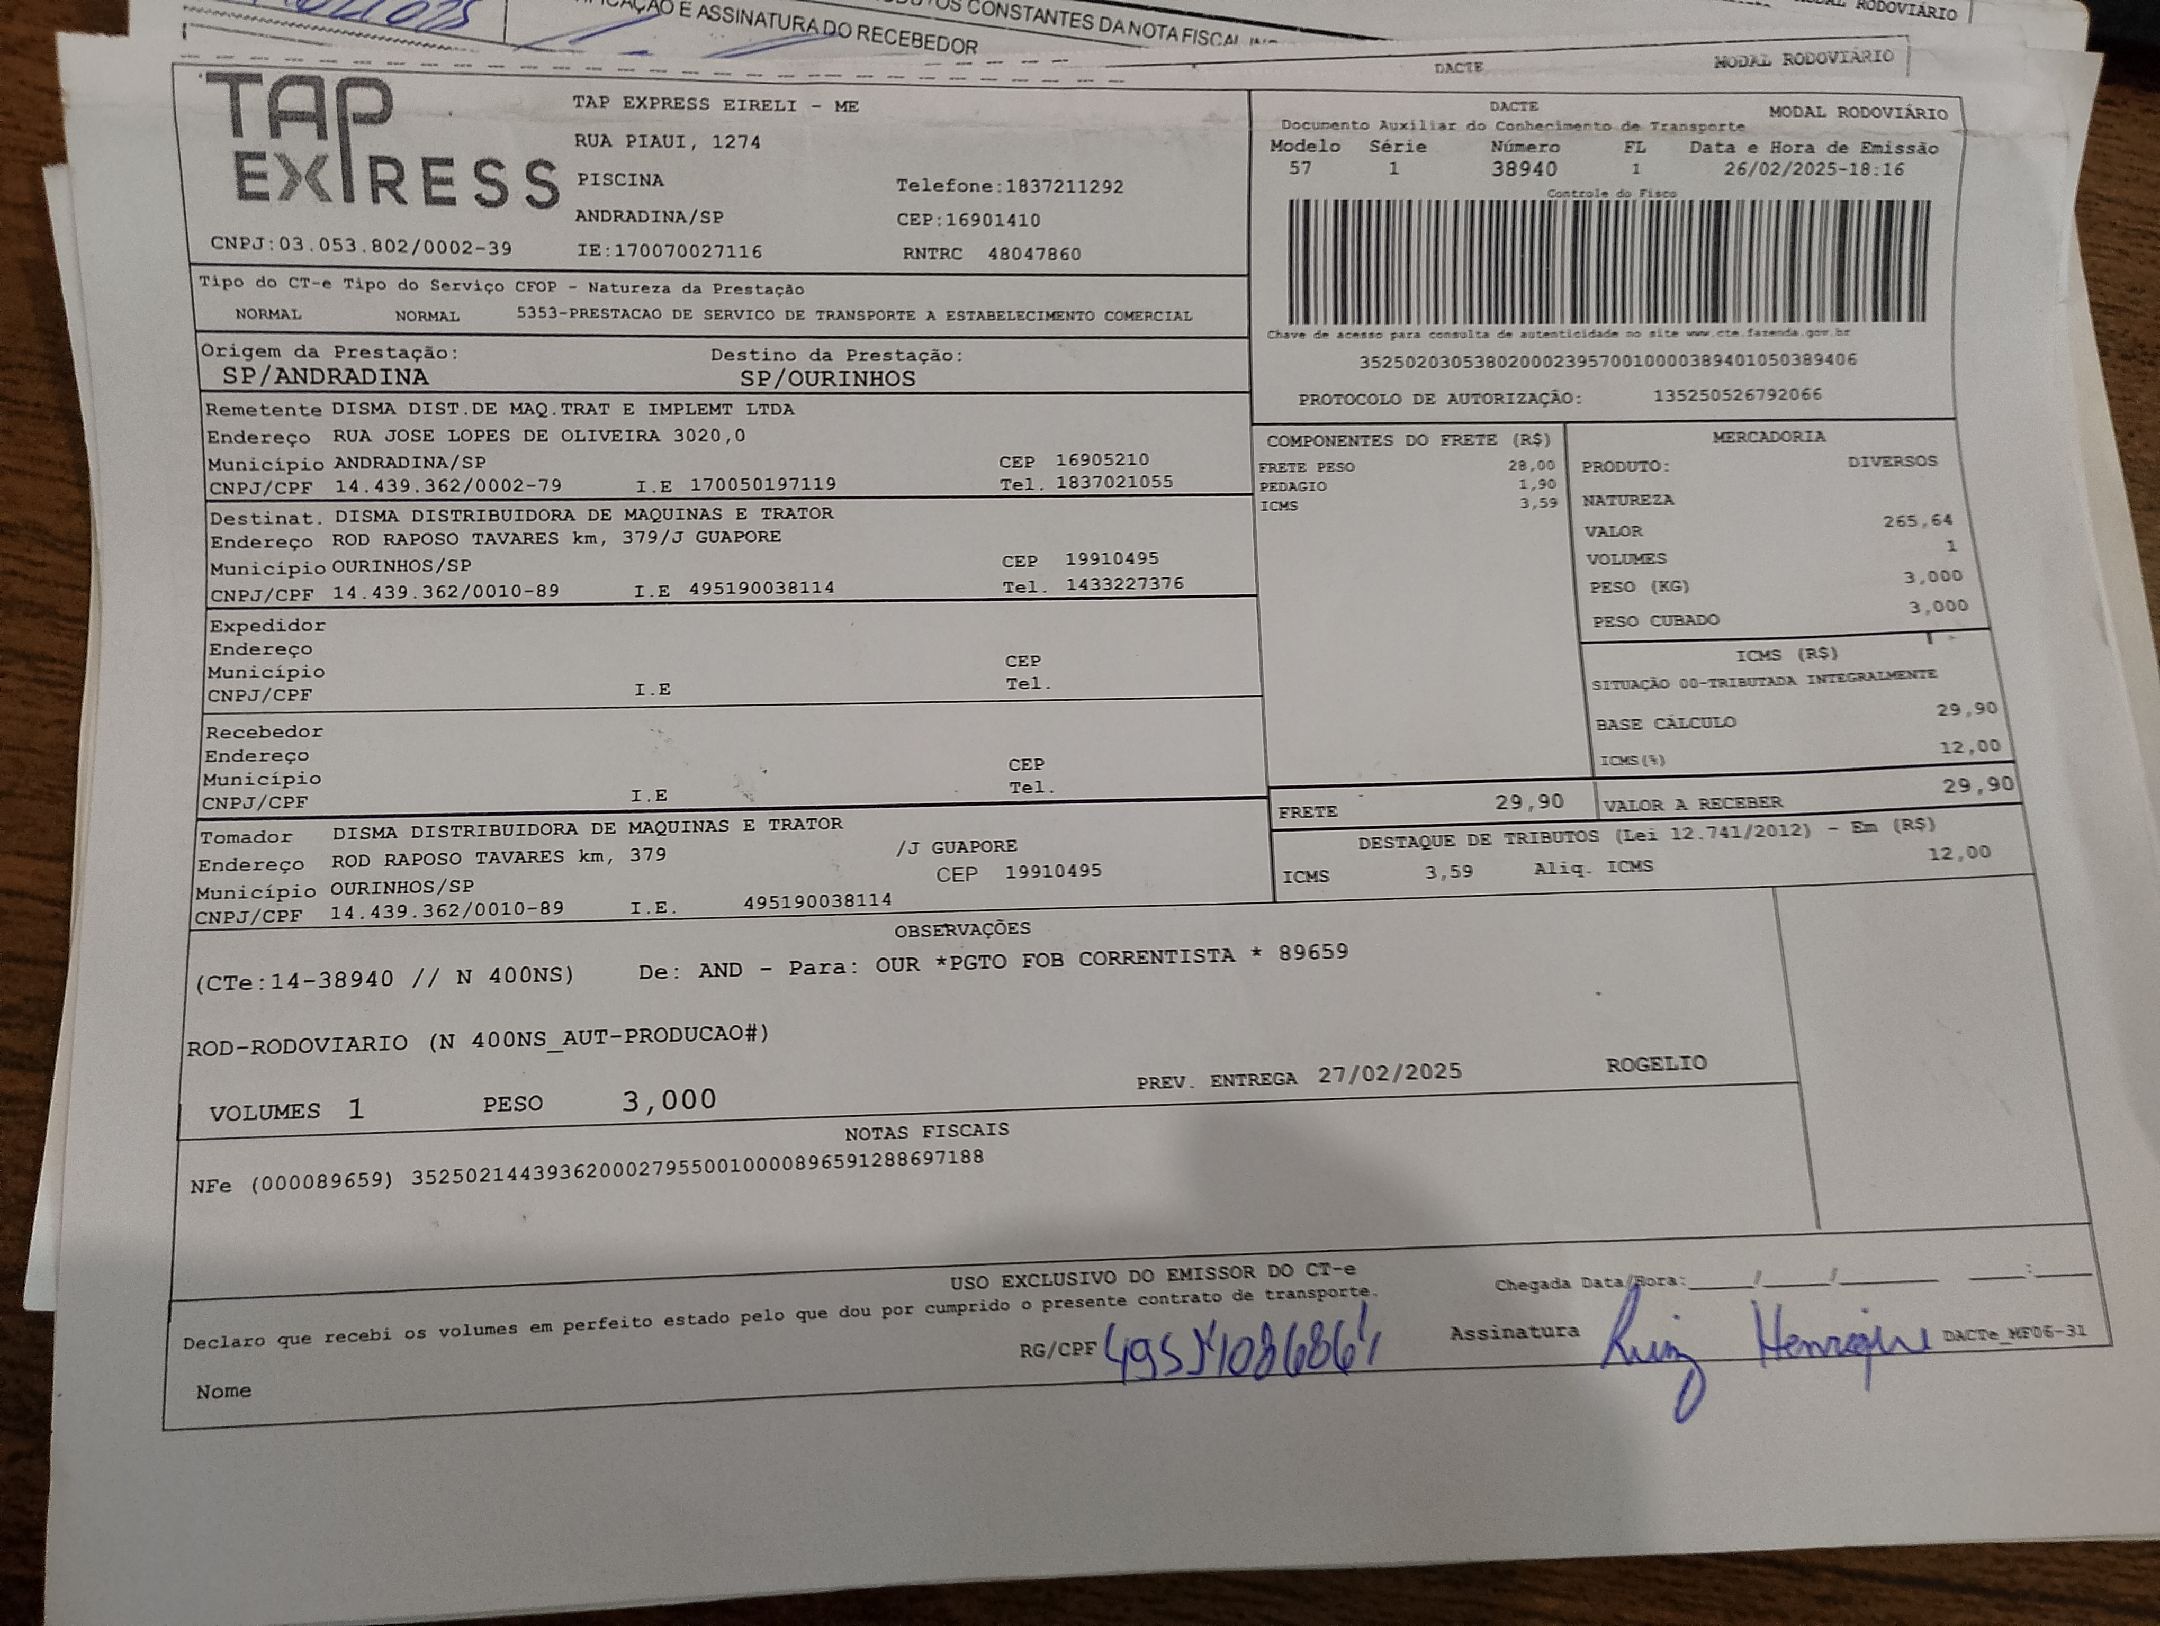 IFICAÇÃO E ASSINATURA DO RECEBEDOR
CONSTANTES DA NOTA FISCAL
RODOVIÁRIO
DACTE MODAL RODOVIÁRIO
TAP EXPRESS
TAP EXPRESS EIRELI - ME
RUA PIAUI, 1274
PISCINA Telefone:1837211292
ANDRADINA/SP CEP:16901410
CNPJ:03.053.802/0002-39 IE:170070027116 RNTRC 48047860
DACTE MODAL RODOVIÁRIO
Documento Auxiliar do Conhecimento de Transporte
Modelo Série Número FL Data e Hora de Emissão
57 1 38940 1 26/02/2025-18:16
Controle do Fisco
Chave de acesso para consulta de autenticidade no site www.cte.fazenda.gov.br
35250203053802000239570010000389401050389406
PROTOCOLO DE AUTORIZAÇÃO: 135250526792066
Tipo do CT-e Tipo do Serviço CFOP - Natureza da Prestação
NORMAL NORMAL 5353-PRESTACAO DE SERVICO DE TRANSPORTE A ESTABELECIMENTO COMERCIAL
Origem da Prestação: Destino da Prestação:
SP/ANDRADINA SP/OURINHOS
Remetente DISMA DIST.DE MAQ.TRAT E IMPLEMT LTDA
Endereço RUA JOSE LOPES DE OLIVEIRA 3020,0
Município ANDRADINA/SP CEP 16905210
CNPJ/CPF 14.439.362/0002-79 I.E 170050197119 Tel. 1837021055
Destinat. DISMA DISTRIBUIDORA DE MAQUINAS E TRATOR
Endereço ROD RAPOSO TAVARES km, 379/J GUAPORE
Município OURINHOS/SP CEP 19910495
CNPJ/CPF 14.439.362/0010-89 I.E 495190038114 Tel. 1433227376
Expedidor
Endereço
Município CEP
CNPJ/CPF I.E Tel.
Recebedor
Endereço
Município CEP
CNPJ/CPF I.E Tel.
Tomador DISMA DISTRIBUIDORA DE MAQUINAS E TRATOR
Endereço ROD RAPOSO TAVARES km, 379 /J GUAPORE
Município OURINHOS/SP CEP 19910495
CNPJ/CPF 14.439.362/0010-89 I.E. 495190038114
COMPONENTES DO FRETE (R$)
FRETE PESO 28,00
PEDAGIO 1,90
ICMS 3,59
MERCADORIA
PRODUTO: DIVERSOS
NATUREZA
VALOR 265,64
VOLUMES 1
PESO (KG) 3,000
PESO CUBADO 3,000
ICMS (R$)
SITUAÇÃO 00-TRIBUTADA INTEGRALMENTE
BASE CÁLCULO 29,90
ICMS(%) 12,00
FRETE 29,90 VALOR A RECEBER 29,90
DESTAQUE DE TRIBUTOS (Lei 12.741/2012) - Em (R$)
ICMS 3,59 Aliq. ICMS 12,00
OBSERVAÇÕES
(CTe:14-38940 // N 400NS) De: AND - Para: OUR *PGTO FOB CORRENTISTA * 89659
ROD-RODOVIARIO (N 400NS_AUT-PRODUCAO#)
VOLUMES 1 PESO 3,000 PREV. ENTREGA 27/02/2025 ROGELIO
NOTAS FISCAIS
NFe (000089659) 35250214439362000279550010000896591288697188
USO EXCLUSIVO DO EMISSOR DO CT-e
Declaro que recebi os volumes em perfeito estado pelo que dou por cumprido o presente contrato de transporte.
Chegada Data/Hora:____/____/______ ___:___
Nome RG/CPF Assinatura Luiz Henrique DACTe_MF06-31